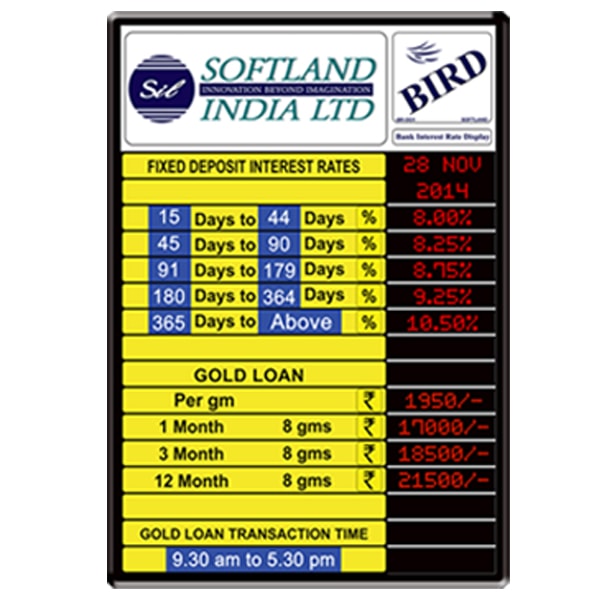 Sil SOFTLAND
INNOVATION BEYOND IMAGINATION
INDIA LTD
BIRD
SOFTLAND
Bank Interest Rate Display
FIXED DEPOSIT INTEREST RATES 28 NOV
2014
15 Days to 44 Days % 8.00%
45 Days to 90 Days % 8.25%
91 Days to 179 Days % 8.75%
180 Days to 364 Days % 9.25%
365 Days to Above % 10.50%
GOLD LOAN
Per gm ₹ 1950/-
1 Month 8 gms ₹ 17000/-
3 Month 8 gms ₹ 18500/-
12 Month 8 gms ₹ 21500/-
GOLD LOAN TRANSACTION TIME
9.30 am to 5.30 pm